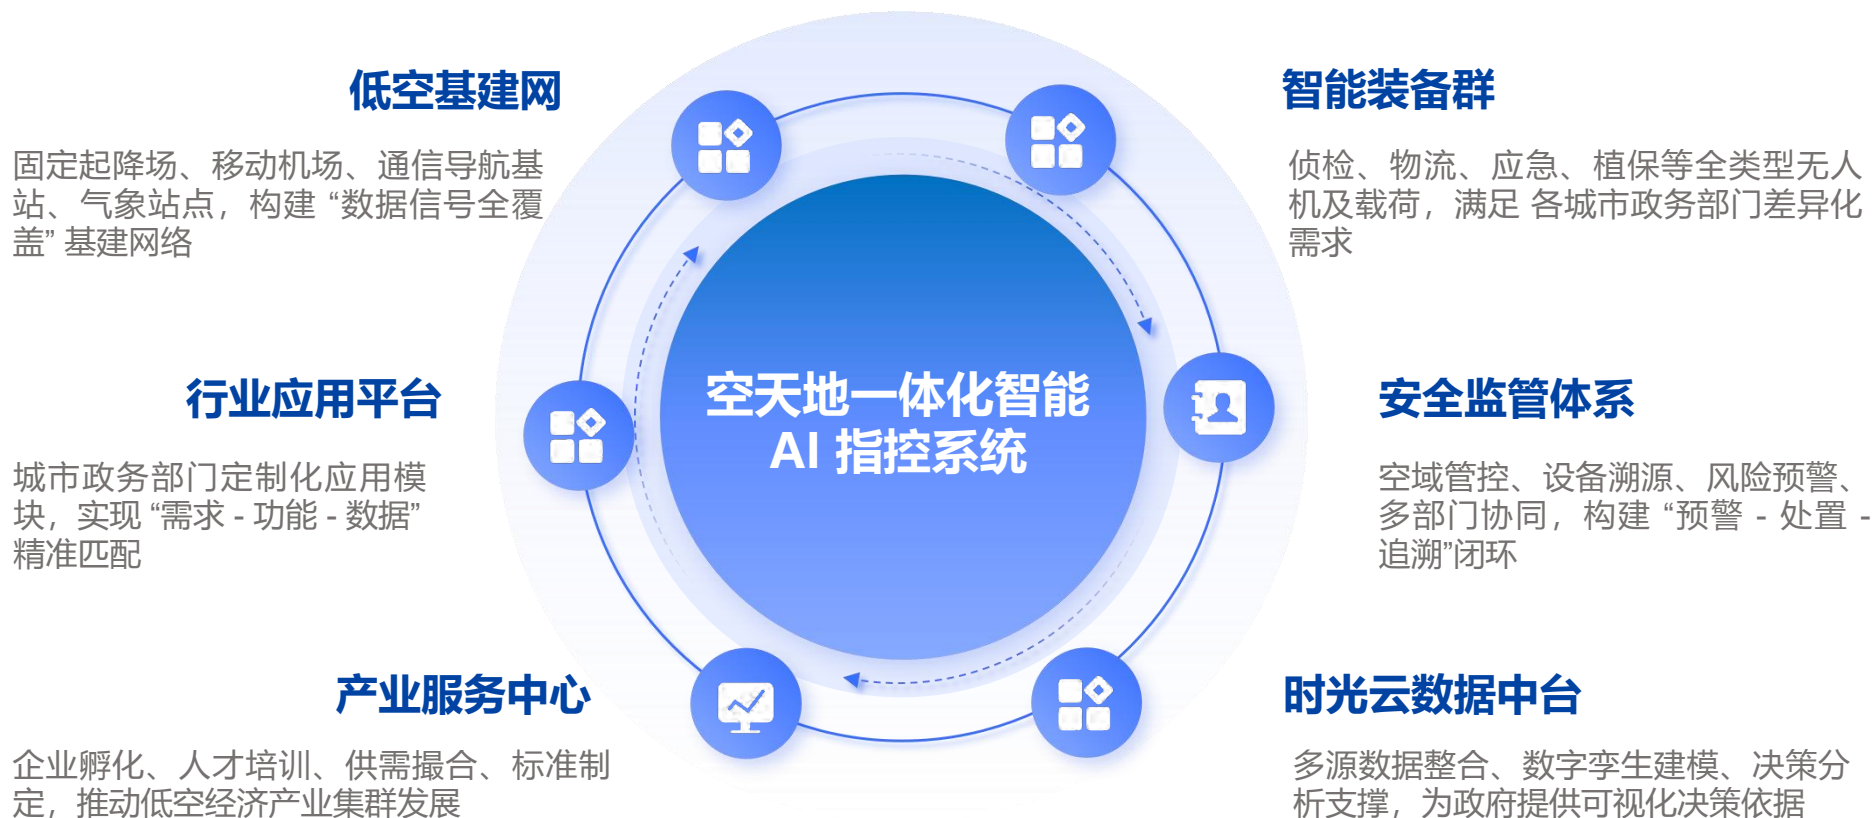 低空基建网
固定起降场、移动机场、通信导航基
站、气象站点，构建 “数据信号全覆
盖” 基建网络
智能装备群
侦检、物流、应急、植保等全类型无人
机及载荷，满足 各城市政务部门差异化
需求
行业应用平台
城市政务部门定制化应用模
块，实现 “需求 - 功能 - 数据”
精准匹配
空天地一体化智能
AI 指控系统
安全监管体系
空域管控、设备溯源、风险预警、
多部门协同，构建 “预警 - 处置 -
追溯”闭环
产业服务中心
企业孵化、人才培训、供需撮合、标准制
定，推动低空经济产业集群发展
时光云数据中台
多源数据整合、数字孪生建模、决策分
析支撑，为政府提供可视化决策依据